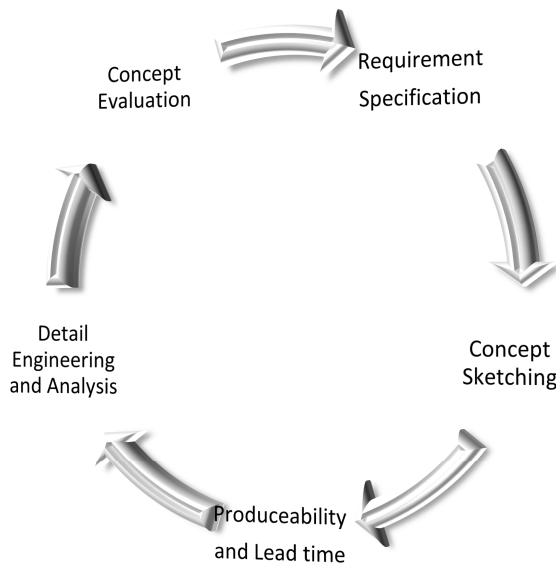 Requirement
Specification
Concept
Sketching
Produceability
and Lead time
Detail
Engineering
and Analysis
Concept
Evaluation